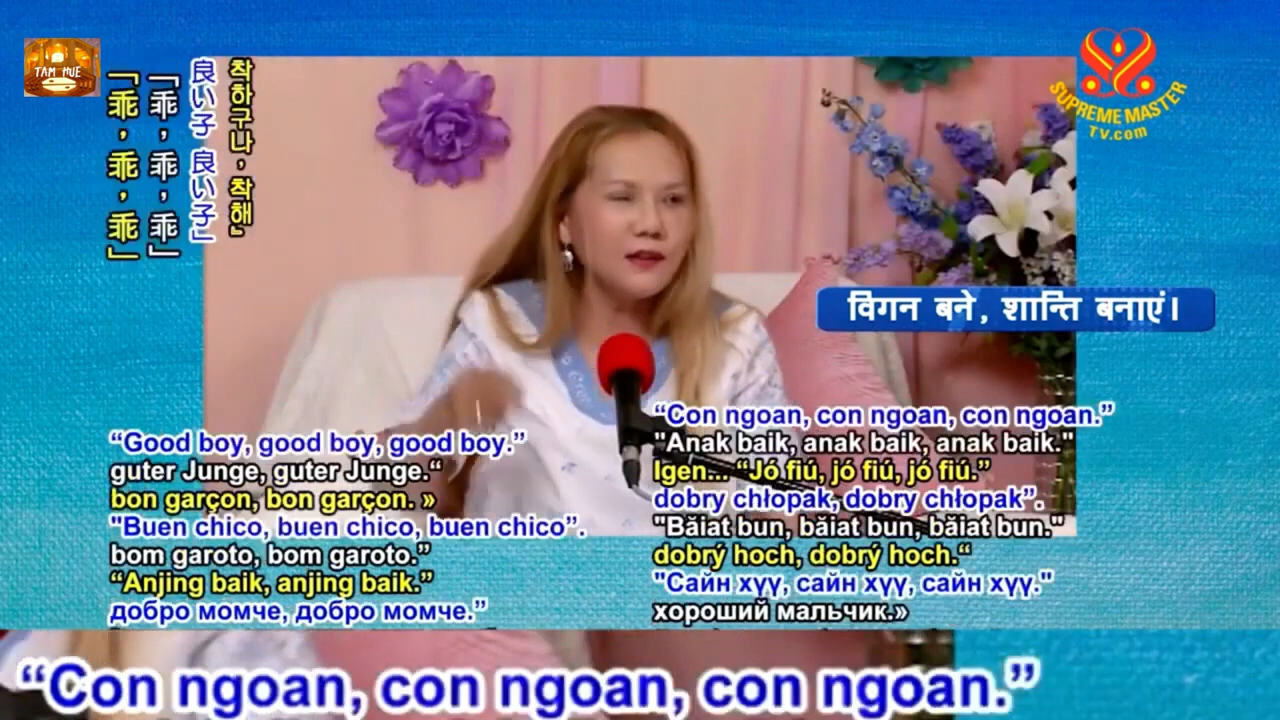 TAM HUE
「乖，乖，乖」
「乖，乖，乖」
良い子 良い子」
착하구나, 착해"
SUPREME MASTER
TV.com
विगन बने, शान्ति बनाएं।
“Good boy, good boy, good boy.”
guter Junge, guter Junge.“
bon garçon, bon garçon. »
"Buen chico, buen chico, buen chico”.
bom garoto, bom garoto.”
“Anjing baik, anjing baik.”
добро момче, добро момче.”
“Con ngoan, con ngoan, con ngoan.”
"Anak baik, anak baik, anak baik."
Igen... “Jó fiú, jó fiú, jó fiú.”
dobry chłopak, dobry chłopak”.
"Băiat bun, băiat bun, băiat bun."
dobrý hoch, dobrý hoch.“
"Сайн хүү, сайн хүү, сайн хүү."
хороший мальчик.»
“Con ngoan, con ngoan, con ngoan.”